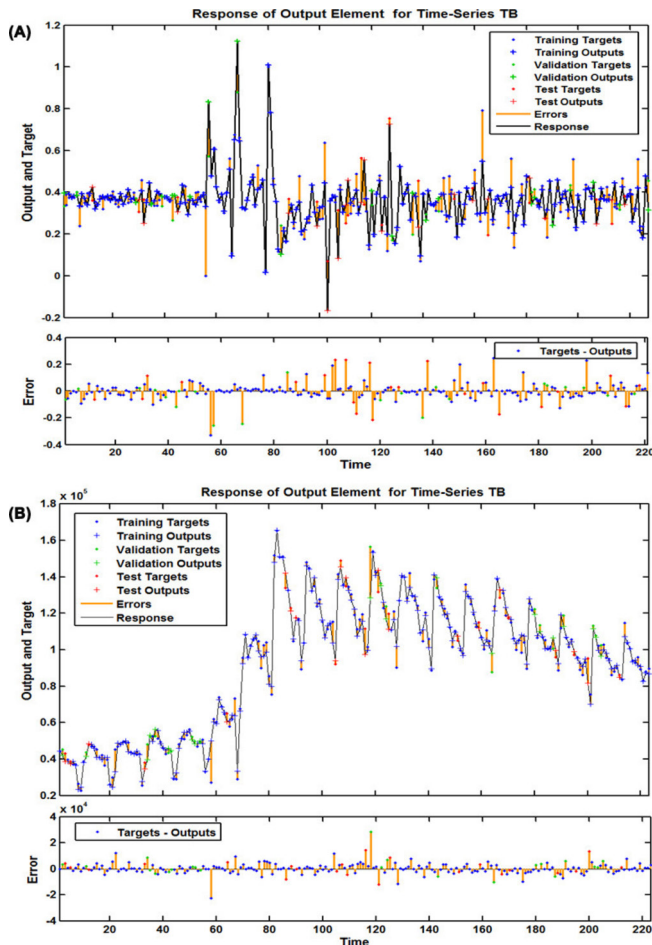 (A)
Response of Output Element for Time-Series TB
Output and Target
1.2
1
0.8
0.6
0.4
0.2
0
-0.2
Training Targets
Training Outputs
Validation Targets
Validation Outputs
Test Targets
Test Outputs
Errors
Response
Error
0.4
0.2
0
-0.2
-0.4
Targets - Outputs
20 40 60 80 100 120 140 160 180 200 220
Time
(B)
Response of Output Element for Time-Series TB
x 10^5
Output and Target
1.8
1.6
1.4
1.2
1
0.8
0.6
0.4
0.2
Training Targets
Training Outputs
Validation Targets
Validation Outputs
Test Targets
Test Outputs
Errors
Response
x 10^4
Error
4
2
0
-2
-4
Targets - Outputs
20 40 60 80 100 120 140 160 180 200 220
Time